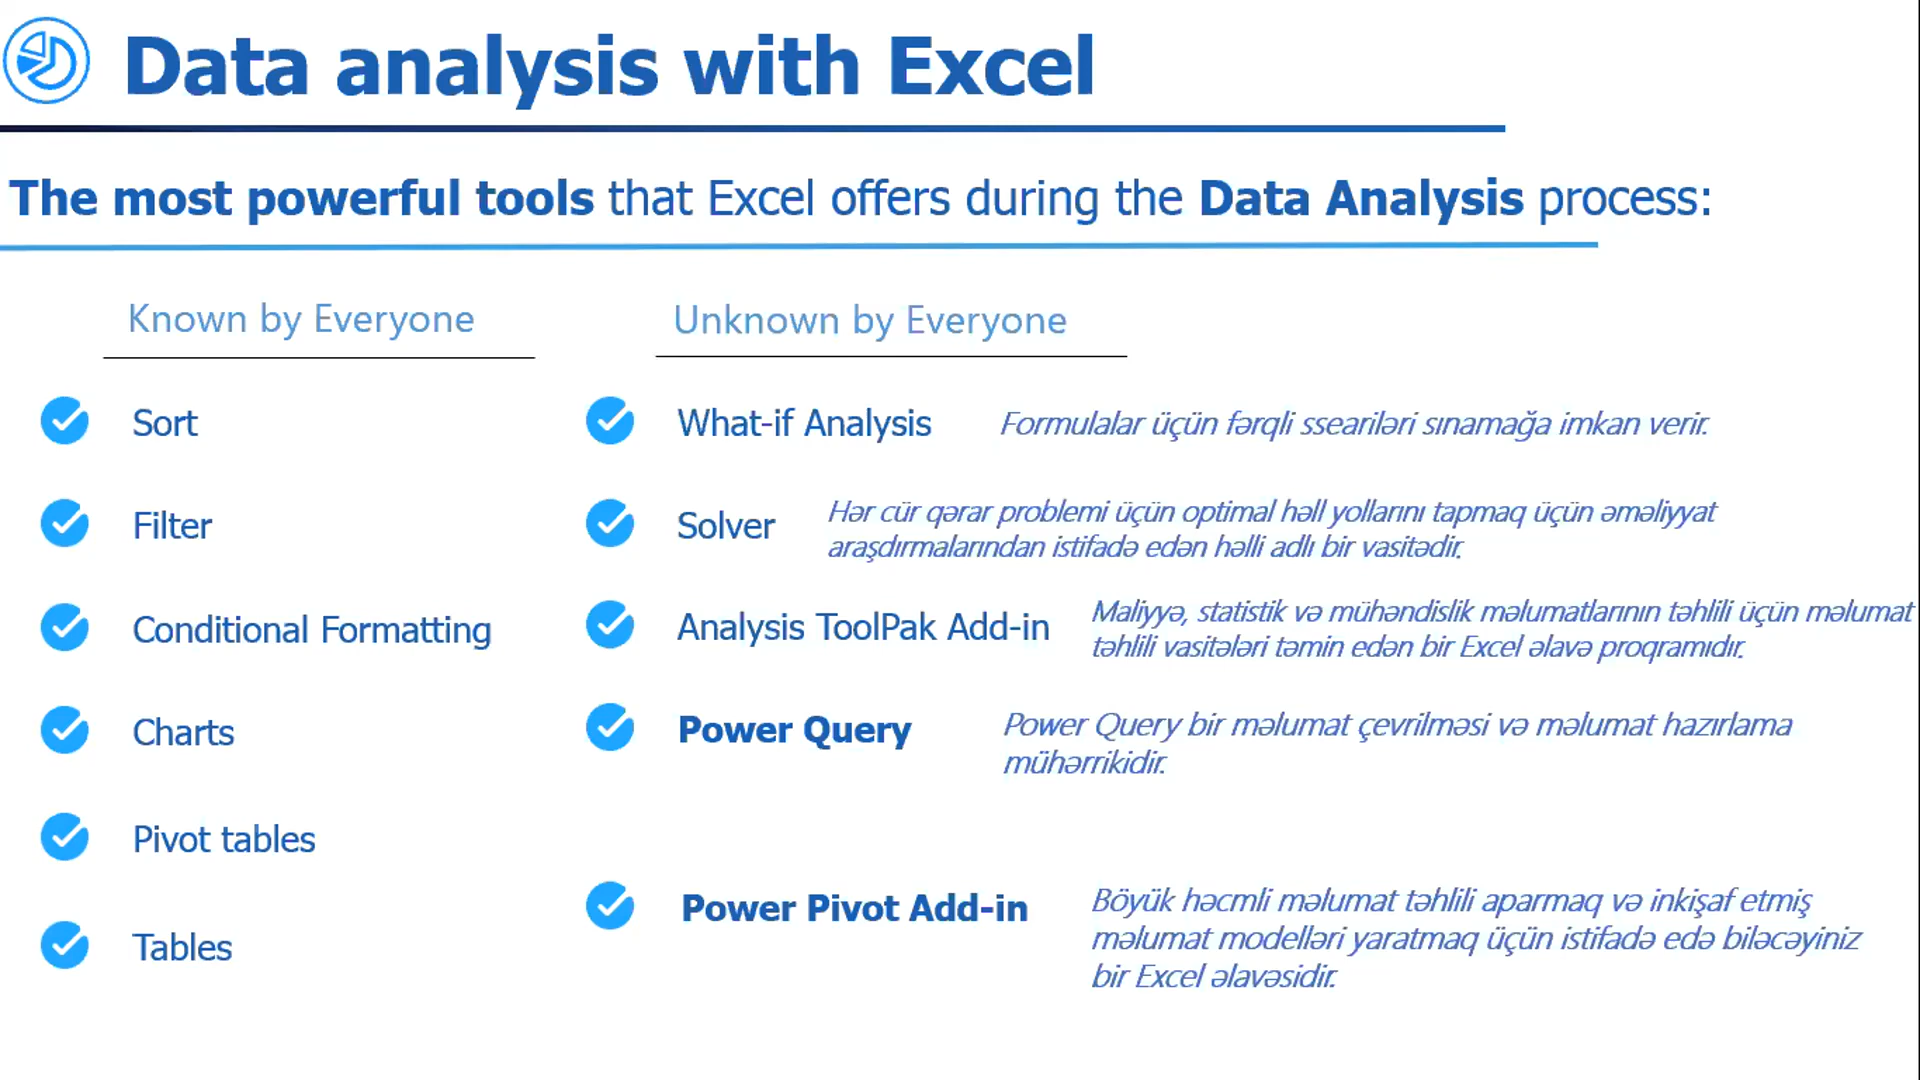 Data analysis with Excel
The most powerful tools that Excel offers during the Data Analysis process:
Known by Everyone
Sort
Filter
Conditional Formatting
Charts
Pivot tables
Tables
Unknown by Everyone
What-if Analysis
Formulalar üçün fərqli sseariləri sınamağa imkan verir.
Solver
Hər cür qərar problemi üçün optimal həll yollarını tapmaq üçün əməliyyat
araşdırmalarından istifadə edən həlli adlı bir vasitədir.
Analysis ToolPak Add-in
Maliyyə, statistik və mühəndislik məlumatlarının təhlili üçün məlumat
təhlili vasitələri təmin edən bir Excel əlavə proqramıdır.
Power Query
Power Query bir məlumat çevrilməsi və məlumat hazırlama
mühərrikidir.
Power Pivot Add-in
Böyük həcmli məlumat təhlili aparmaq və inkişaf etmiş
məlumat modelləri yaratmaq üçün istifadə edə biləcəyiniz
bir Excel əlavəsidir.